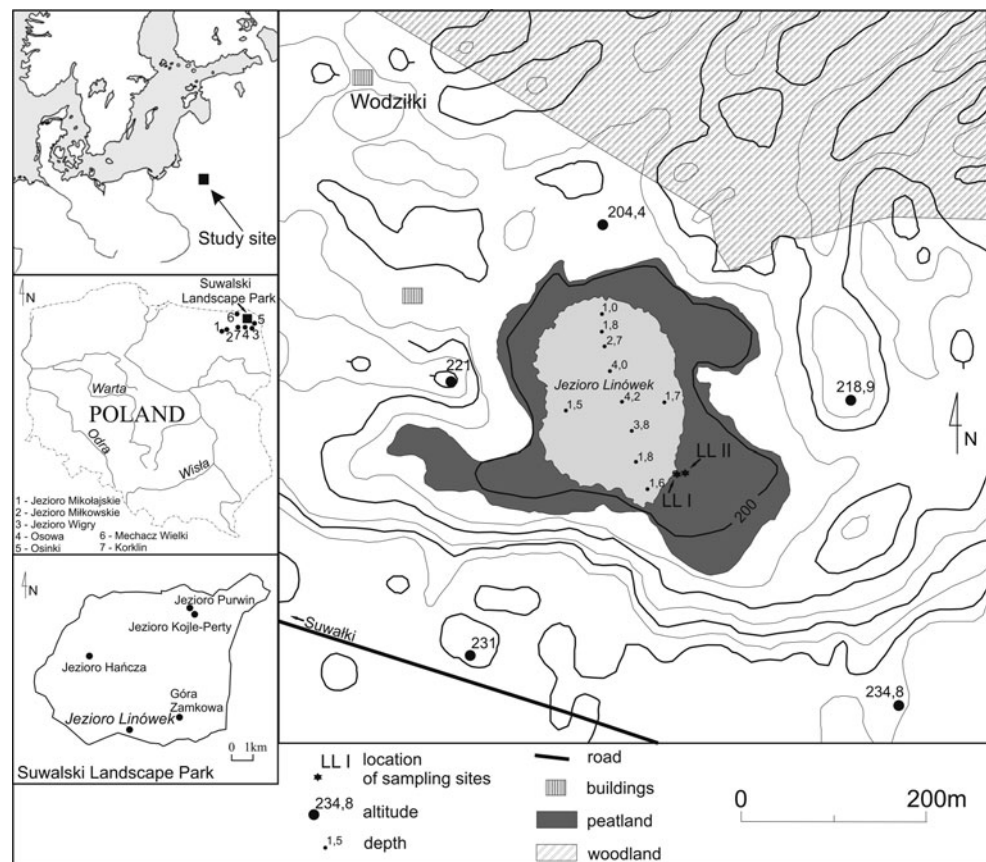 Study site
N
Suwalski
Landscape Park
6
5
1
2
7
4
3
Warta
POLAND
Odra
Wisła
1 - Jezioro Mikołajskie
2 - Jezioro Miłkowskie
3 - Jezioro Wigry
4 - Osowa
6 - Mechacz Wielki
5 - Osinki
7 - Korklin
N
Jezioro Purwin
Jezioro Kojle-Perty
Jezioro Hańcza
Góra
Zamkowa
Jezioro Linówek
0 1km
Suwalski Landscape Park
Wodziłki
204,4
1,0
1,8
2,7
4,0
221
Jezioro Linówek
218,9
4,2
1,7
1,5
3,8
N
LL II
1,8
1,6
LL I
200
Suwałki
231
234,8
LL I location
of sampling sites
234,8 altitude
1,5 depth
road
buildings
peatland
woodland
0 200m